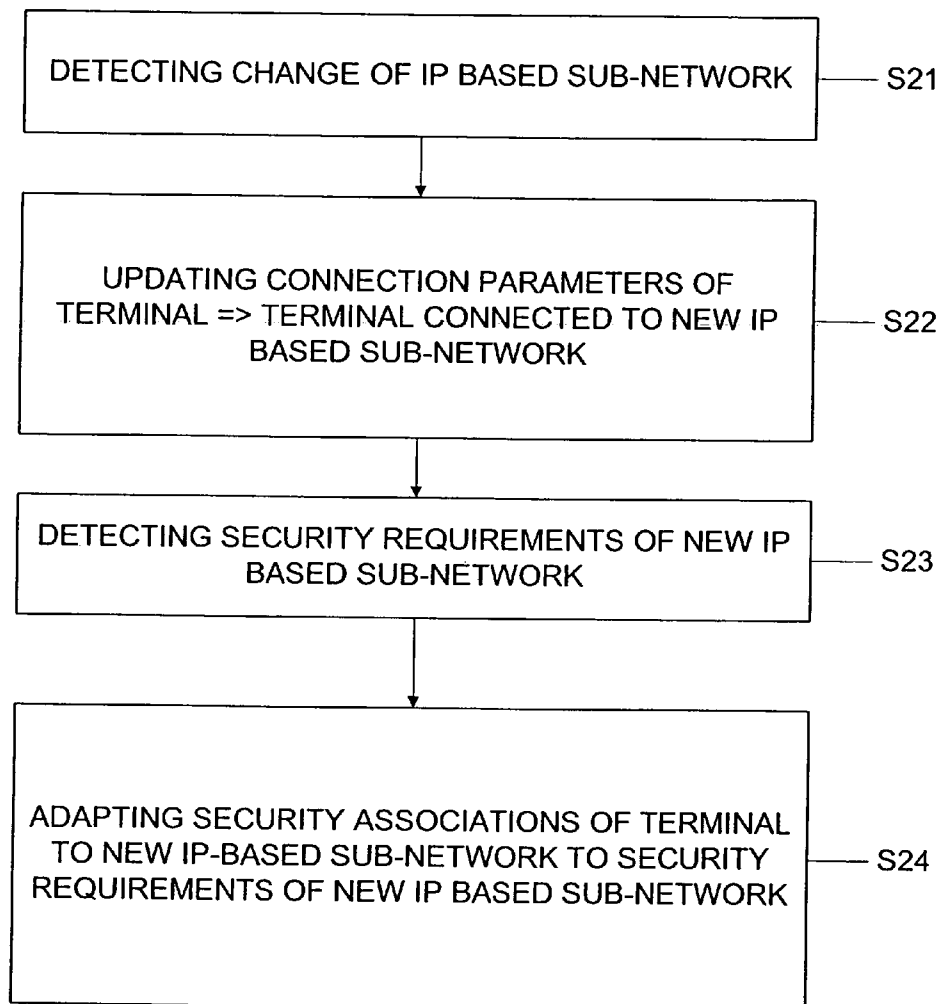 DETECTING CHANGE OF IP BASED SUB-NETWORK
S21
UPDATING CONNECTION PARAMETERS OF
TERMINAL => TERMINAL CONNECTED TO NEW IP
BASED SUB-NETWORK
S22
DETECTING SECURITY REQUIREMENTS OF NEW IP
BASED SUB-NETWORK
S23
ADAPTING SECURITY ASSOCIATIONS OF TERMINAL
TO NEW IP-BASED SUB-NETWORK TO SECURITY
REQUIREMENTS OF NEW IP BASED SUB-NETWORK
S24